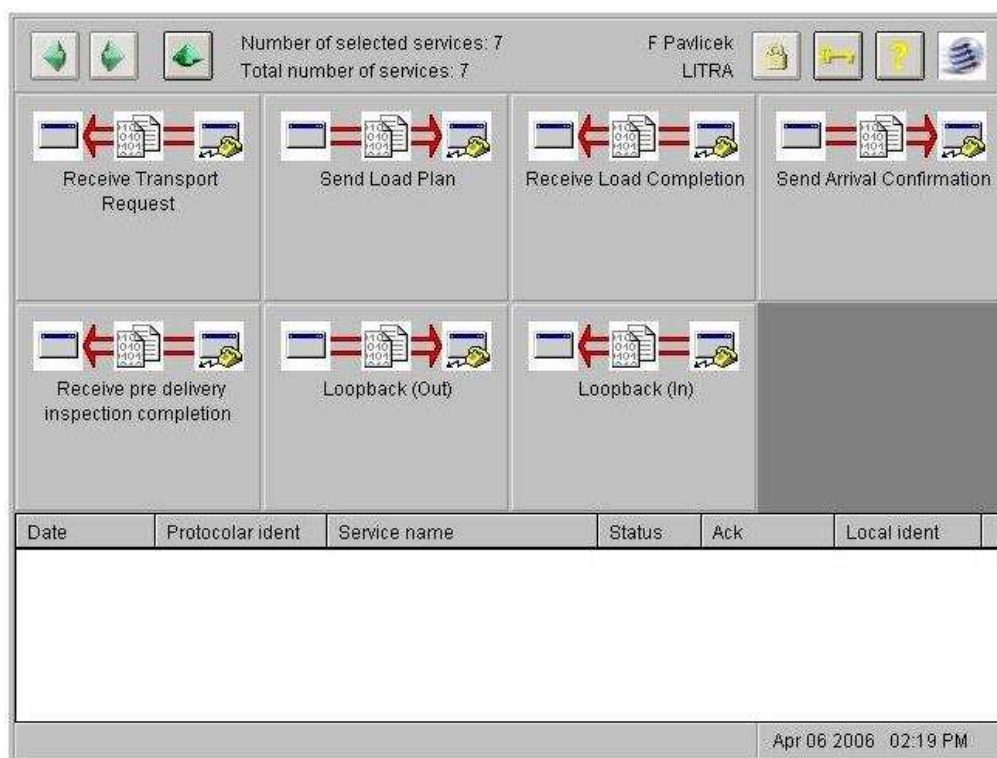 Number of selected services: 7
Total number of services: 7
F Pavlicek
LITRA
Receive Transport
Request
Send Load Plan
Receive Load Completion
Send Arrival Confirmation
Receive pre delivery
inspection completion
Loopback (Out)
Loopback (In)
Date Protocolar ident Service name Status Ack Local ident
Apr 06 2006 02:19 PM